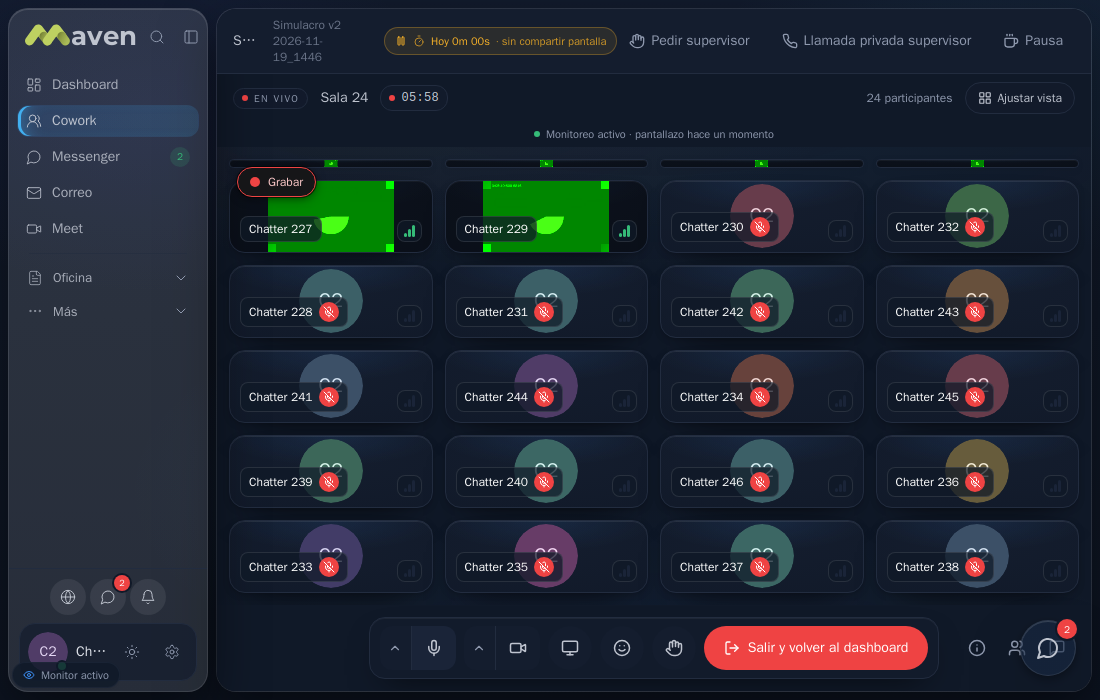 maven
Dashboard
Cowork
Messenger
2
Correo
Meet
Oficina
Más
2
C2
Ch···
Monitor activo
S···
Simulacro v2
2026-11-
19_1446
Hoy 0m 00s · sin compartir pantalla
Pedir supervisor
Llamada privada supervisor
Pausa
EN VIVO
Sala 24
05:58
24 participantes
Ajustar vista
Monitoreo activo · pantallazo hace un momento
Grabar
Chatter 227
Chatter 229
Chatter 230
Chatter 232
Chatter 228
Chatter 231
Chatter 242
Chatter 243
Chatter 241
Chatter 244
Chatter 234
Chatter 245
Chatter 239
Chatter 240
Chatter 246
Chatter 236
Chatter 233
Chatter 235
Chatter 237
Chatter 238
Salir y volver al dashboard
2